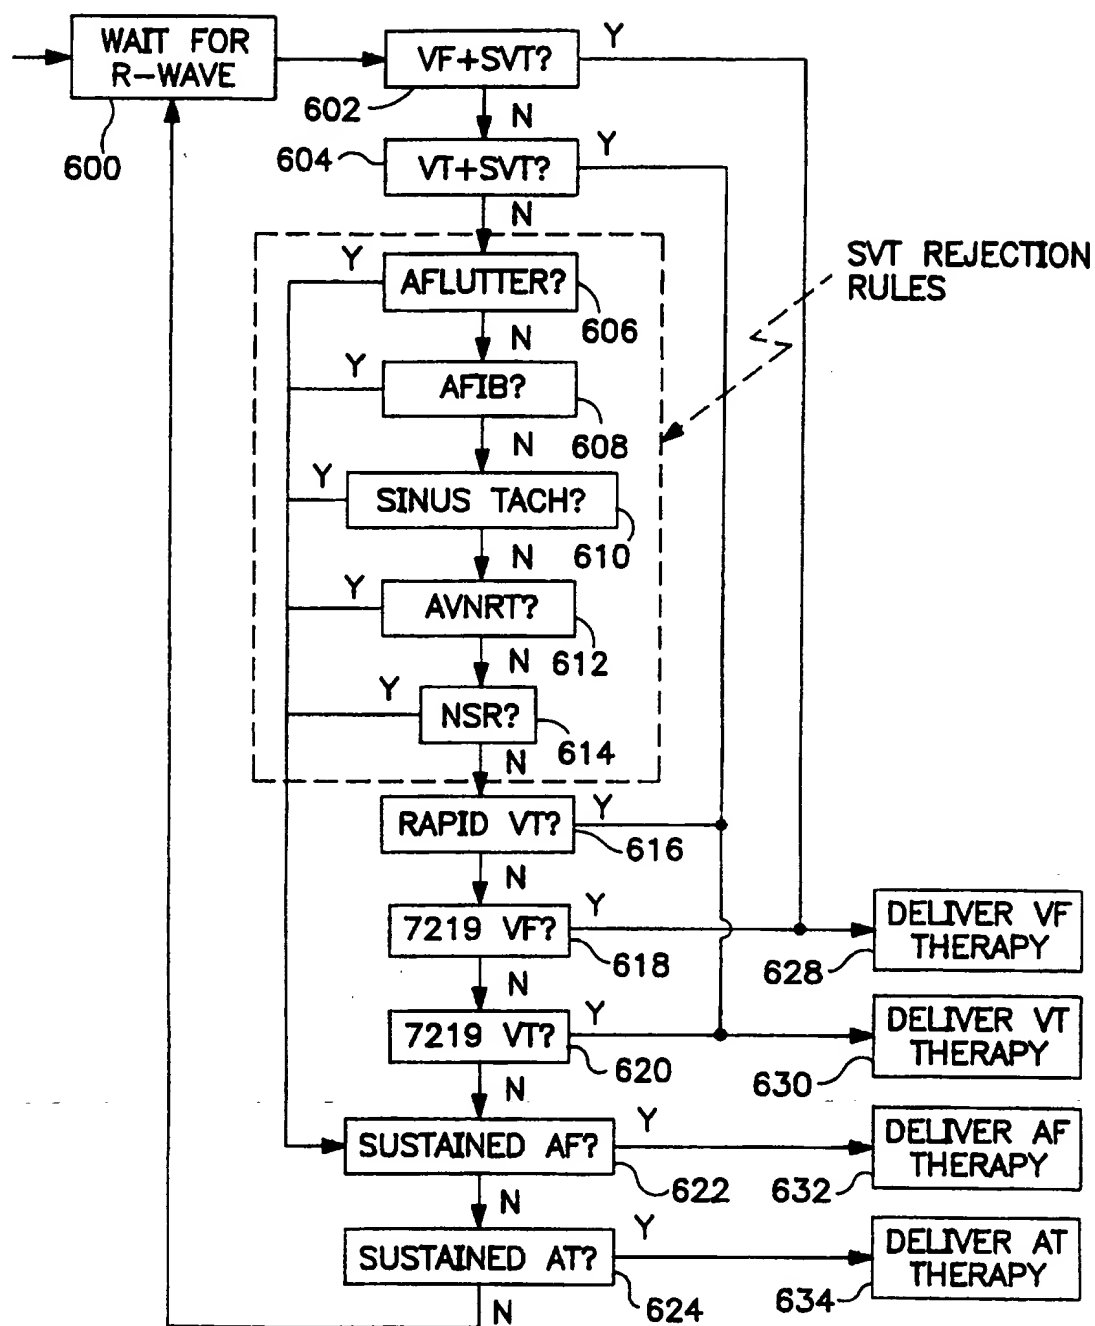 WAIT FOR
R-WAVE
600
VF+SVT?
Y
602
N
604
VT+SVT?
Y
N
SVT REJECTION
RULES
Y
AFLUTTER?
606
N
Y
AFIB?
608
N
Y
SINUS TACH?
610
N
Y
AVNRT?
612
N
Y
NSR?
614
N
RAPID VT?
Y
616
N
7219 VF?
Y
618
DELIVER VF
THERAPY
628
N
7219 VT?
Y
620
DELIVER VT
THERAPY
630
N
SUSTAINED AF?
Y
622
DELIVER AF
THERAPY
632
N
SUSTAINED AT?
Y
624
DELIVER AT
THERAPY
634
N